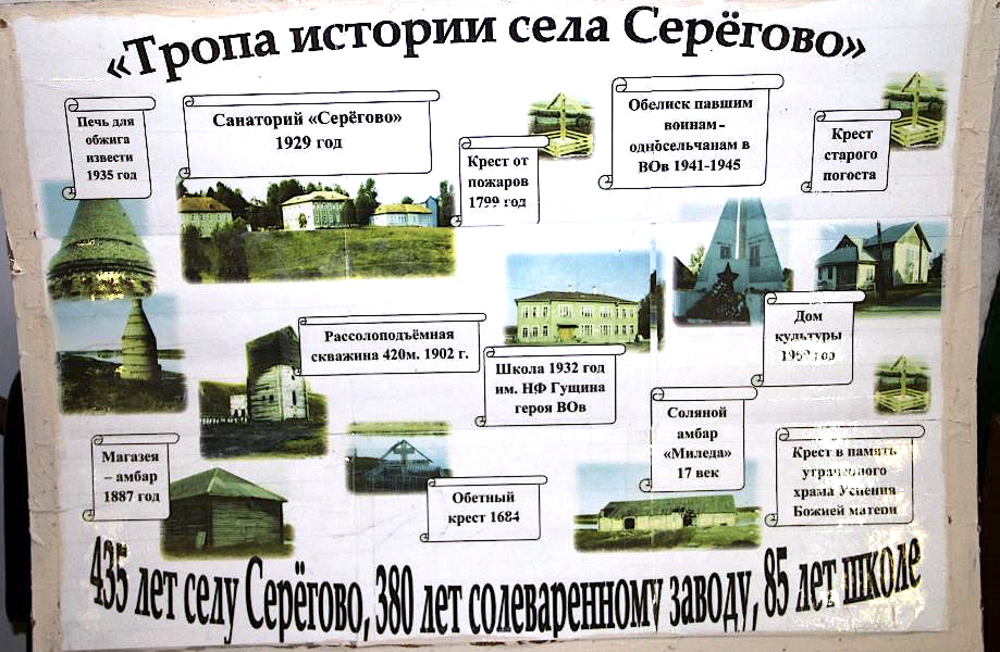 «Тропа истории села Серёгово»
Печь для
обжига
извести
1935 год
Санаторий «Серёгово»
1929 год
Крест от
пожаров
1799 год
Обелиск павшим
воинам-
односельчанам в
ВОв 1941-1945
Крест
старого
погоста
Рассолоподъёмная
скважина 420м. 1902 г.
Школа 1932 год
им. НФ Гущина
героя ВОв
Дом
культуры
год
Соляной
амбар
«Миледа»
17 век
Магазея
– амбар
1887 год
Обетный
крест 1684
Крест в память
утраченного
храма Успения
Божией матери
435 лет селу Серёгово, 380 лет солеваренному заводу, 85 лет школе